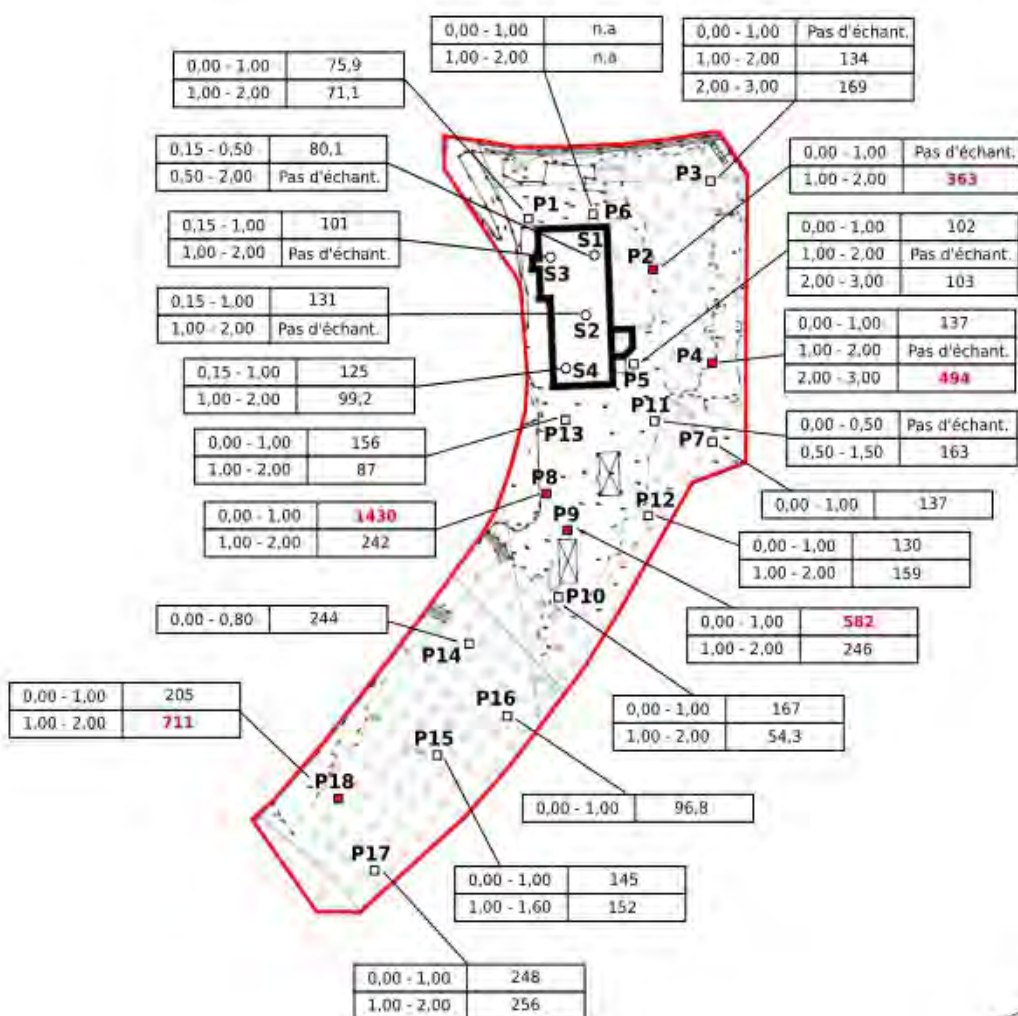 0,00 - 1,00 n.a
1,00 - 2,00 n.a
0,00 - 1,00 Pas d'échant.
1,00 - 2,00 134
2,00 - 3,00 169
0,00 - 1,00 75,9
1,00 - 2,00 71,1
0,15 - 0,50 80,1
0,50 - 2,00 Pas d'échant.
0,00 - 1,00 Pas d'échant.
1,00 - 2,00 363
P3
P1
P6
0,15 - 1,00 101
1,00 - 2,00 Pas d'échant.
S1
S3
P2
0,00 - 1,00 102
1,00 - 2,00 Pas d'échant.
2,00 - 3,00 103
0,15 - 1,00 131
1,00 - 2,00 Pas d'échant.
S2
0,00 - 1,00 137
1,00 - 2,00 Pas d'échant.
2,00 - 3,00 494
P4
P5
S4
0,15 - 1,00 125
1,00 - 2,00 99,2
P11
P13
P7
0,00 - 0,50 Pas d'échant.
0,50 - 1,50 163
0,00 - 1,00 156
1,00 - 2,00 87
P8
0,00 - 1,00 137
P12
P9
0,00 - 1,00 1430
1,00 - 2,00 242
0,00 - 1,00 130
1,00 - 2,00 159
P10
0,00 - 0,80 244
0,00 - 1,00 582
1,00 - 2,00 246
P14
0,00 - 1,00 205
1,00 - 2,00 711
P16
0,00 - 1,00 167
1,00 - 2,00 54,3
P15
P18
0,00 - 1,00 96,8
P17
0,00 - 1,00 145
1,00 - 1,60 152
0,00 - 1,00 248
1,00 - 2,00 256